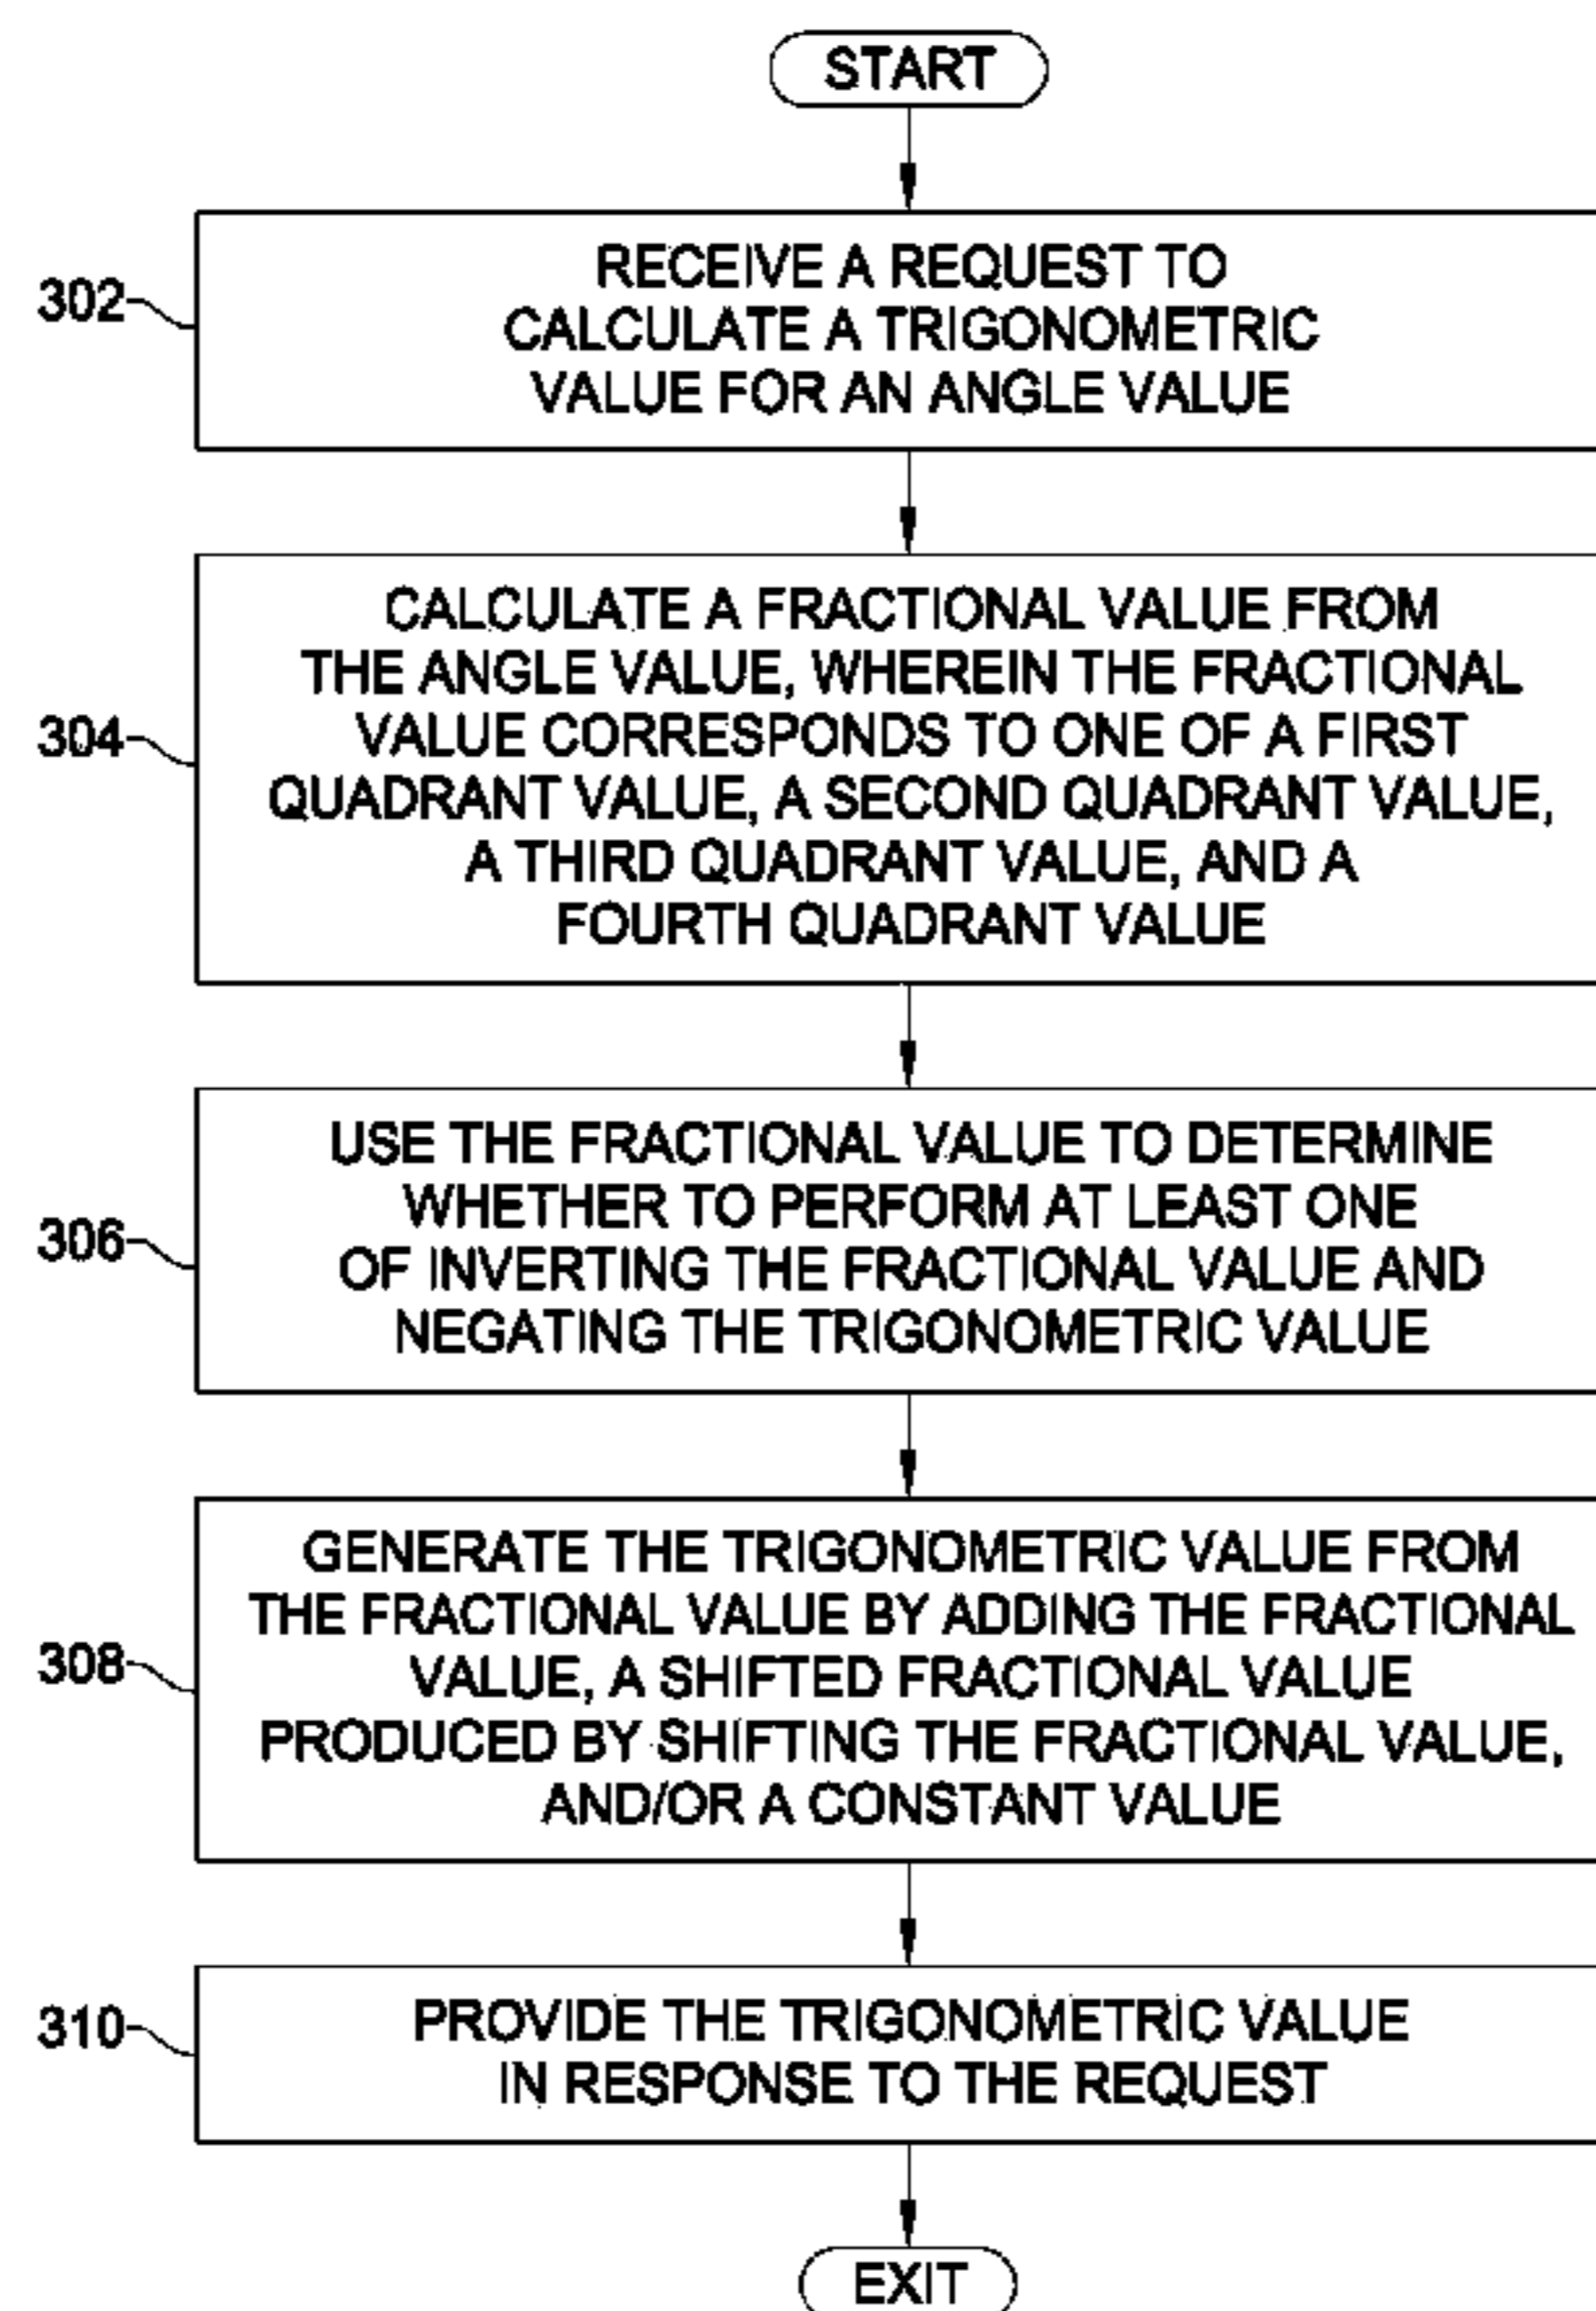 START
302
RECEIVE A REQUEST TO
CALCULATE A TRIGONOMETRIC
VALUE FOR AN ANGLE VALUE
304
CALCULATE A FRACTIONAL VALUE FROM
THE ANGLE VALUE, WHEREIN THE FRACTIONAL
VALUE CORRESPONDS TO ONE OF A FIRST
QUADRANT VALUE, A SECOND QUADRANT VALUE,
A THIRD QUADRANT VALUE, AND A
FOURTH QUADRANT VALUE
306
USE THE FRACTIONAL VALUE TO DETERMINE
WHETHER TO PERFORM AT LEAST ONE
OF INVERTING THE FRACTIONAL VALUE AND
NEGATING THE TRIGONOMETRIC VALUE
308
GENERATE THE TRIGONOMETRIC VALUE FROM
THE FRACTIONAL VALUE BY ADDING THE FRACTIONAL
VALUE, A SHIFTED FRACTIONAL VALUE
PRODUCED BY SHIFTING THE FRACTIONAL VALUE,
AND/OR A CONSTANT VALUE
310
PROVIDE THE TRIGONOMETRIC VALUE
IN RESPONSE TO THE REQUEST
EXIT